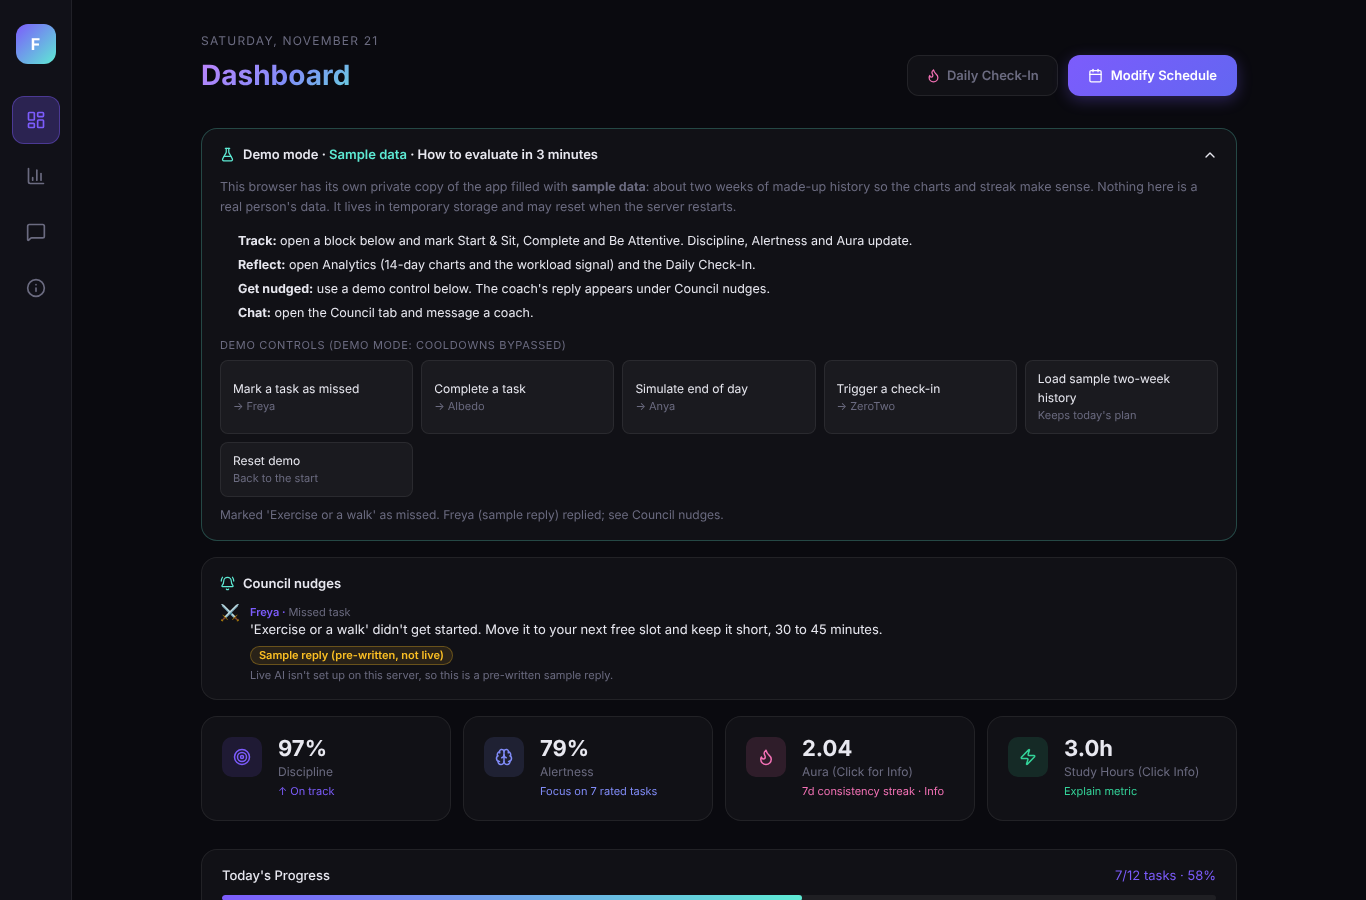 F
SATURDAY, NOVEMBER 21
Dashboard
Daily Check-In
Modify Schedule
Demo mode · Sample data · How to evaluate in 3 minutes
This browser has its own private copy of the app filled with sample data: about two weeks of made-up history so the charts and streak make sense. Nothing here is a
real person's data. It lives in temporary storage and may reset when the server restarts.
Track: open a block below and mark Start & Sit, Complete and Be Attentive. Discipline, Alertness and Aura update.
Reflect: open Analytics (14-day charts and the workload signal) and the Daily Check-In.
Get nudged: use a demo control below. The coach's reply appears under Council nudges.
Chat: open the Council tab and message a coach.
DEMO CONTROLS (DEMO MODE: COOLDOWNS BYPASSED)
Mark a task as missed
→ Freya
Complete a task
→ Albedo
Simulate end of day
→ Anya
Trigger a check-in
→ ZeroTwo
Load sample two-week
history
Keeps today's plan
Reset demo
Back to the start
Marked 'Exercise or a walk' as missed. Freya (sample reply) replied; see Council nudges.
Council nudges
Freya · Missed task
'Exercise or a walk' didn't get started. Move it to your next free slot and keep it short, 30 to 45 minutes.
Sample reply (pre-written, not live)
Live AI isn't set up on this server, so this is a pre-written sample reply.
97%
Discipline
↑ On track
79%
Alertness
Focus on 7 rated tasks
2.04
Aura (Click for Info)
7d consistency streak · Info
3.0h
Study Hours (Click Info)
Explain metric
Today's Progress
7/12 tasks · 58%